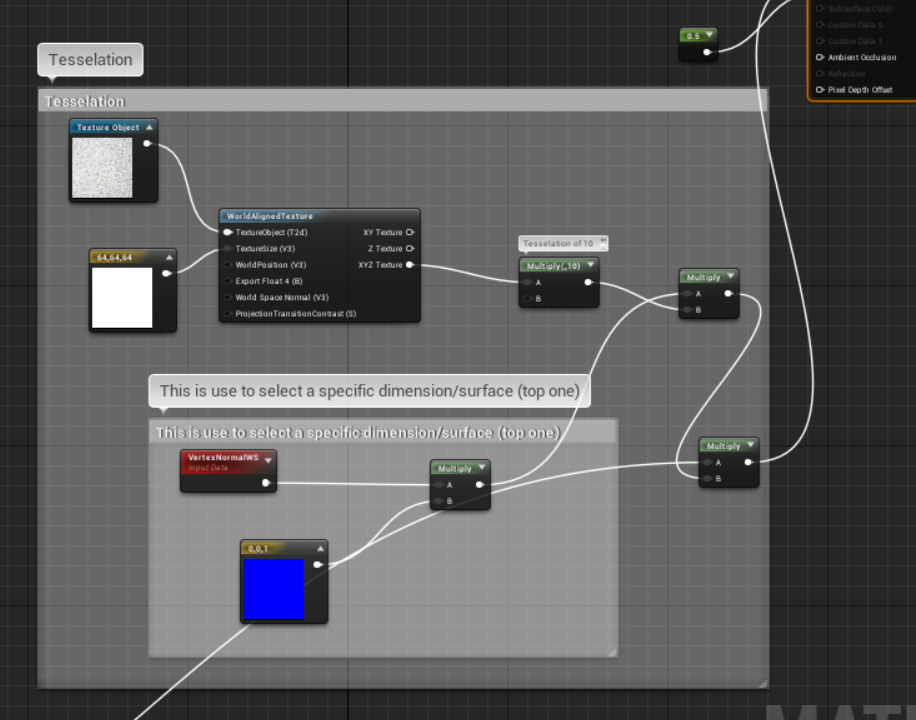 Subsurface Color
Custom Data 0
Custom Data 1
Ambient Occlusion
Refraction
Pixel Depth Offset
0.5
Tesselation
Tesselation
Texture Object
64,64,64
WorldAlignedTexture
TextureObject (T2d)
XY Texture
TextureSize (V3)
Z Texture
WorldPosition (V3)
XYZ Texture
Export Float 4 (B)
World Space Normal (V3)
ProjectionTransitionContrast (S)
Tesselation of 10
Multiply(,10)
A
B
Multiply
A
B
This is use to select a specific dimension/surface (top one)
This is use to select a specific dimension/surface (top one)
VertexNormalWS
Input Data
Multiply
A
B
Multiply
A
B
0,0,1